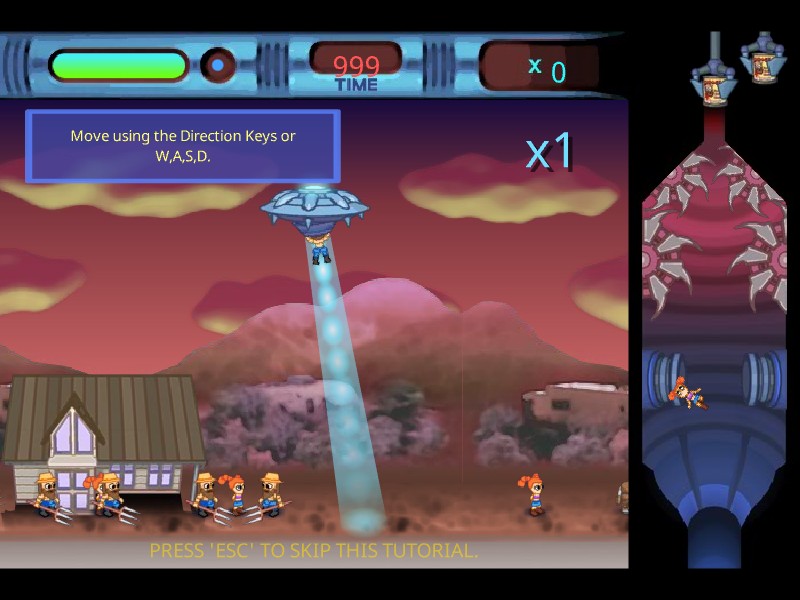 999
TIME
x 0
Move using the Direction Keys or
W,A,S,D.
x1
PRESS 'ESC' TO SKIP THIS TUTORIAL.